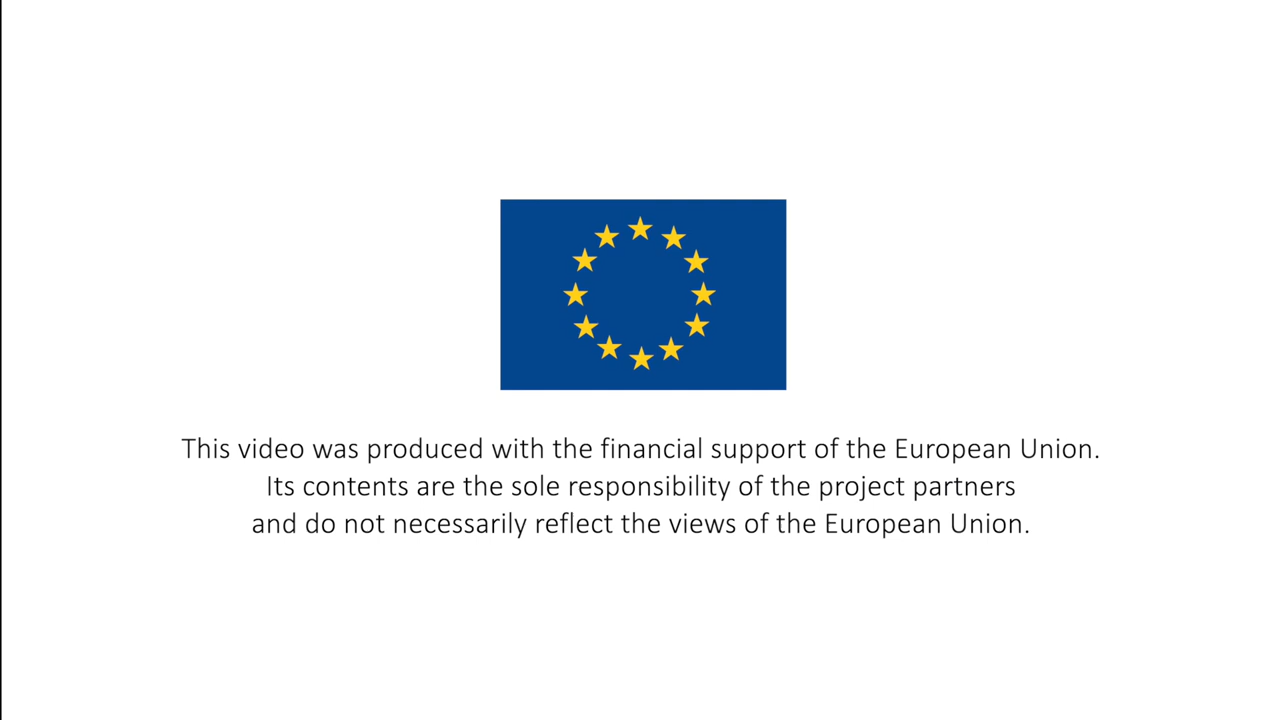 This video was produced with the financial support of the European Union.
Its contents are the sole responsibility of the project partners
and do not necessarily reflect the views of the European Union.